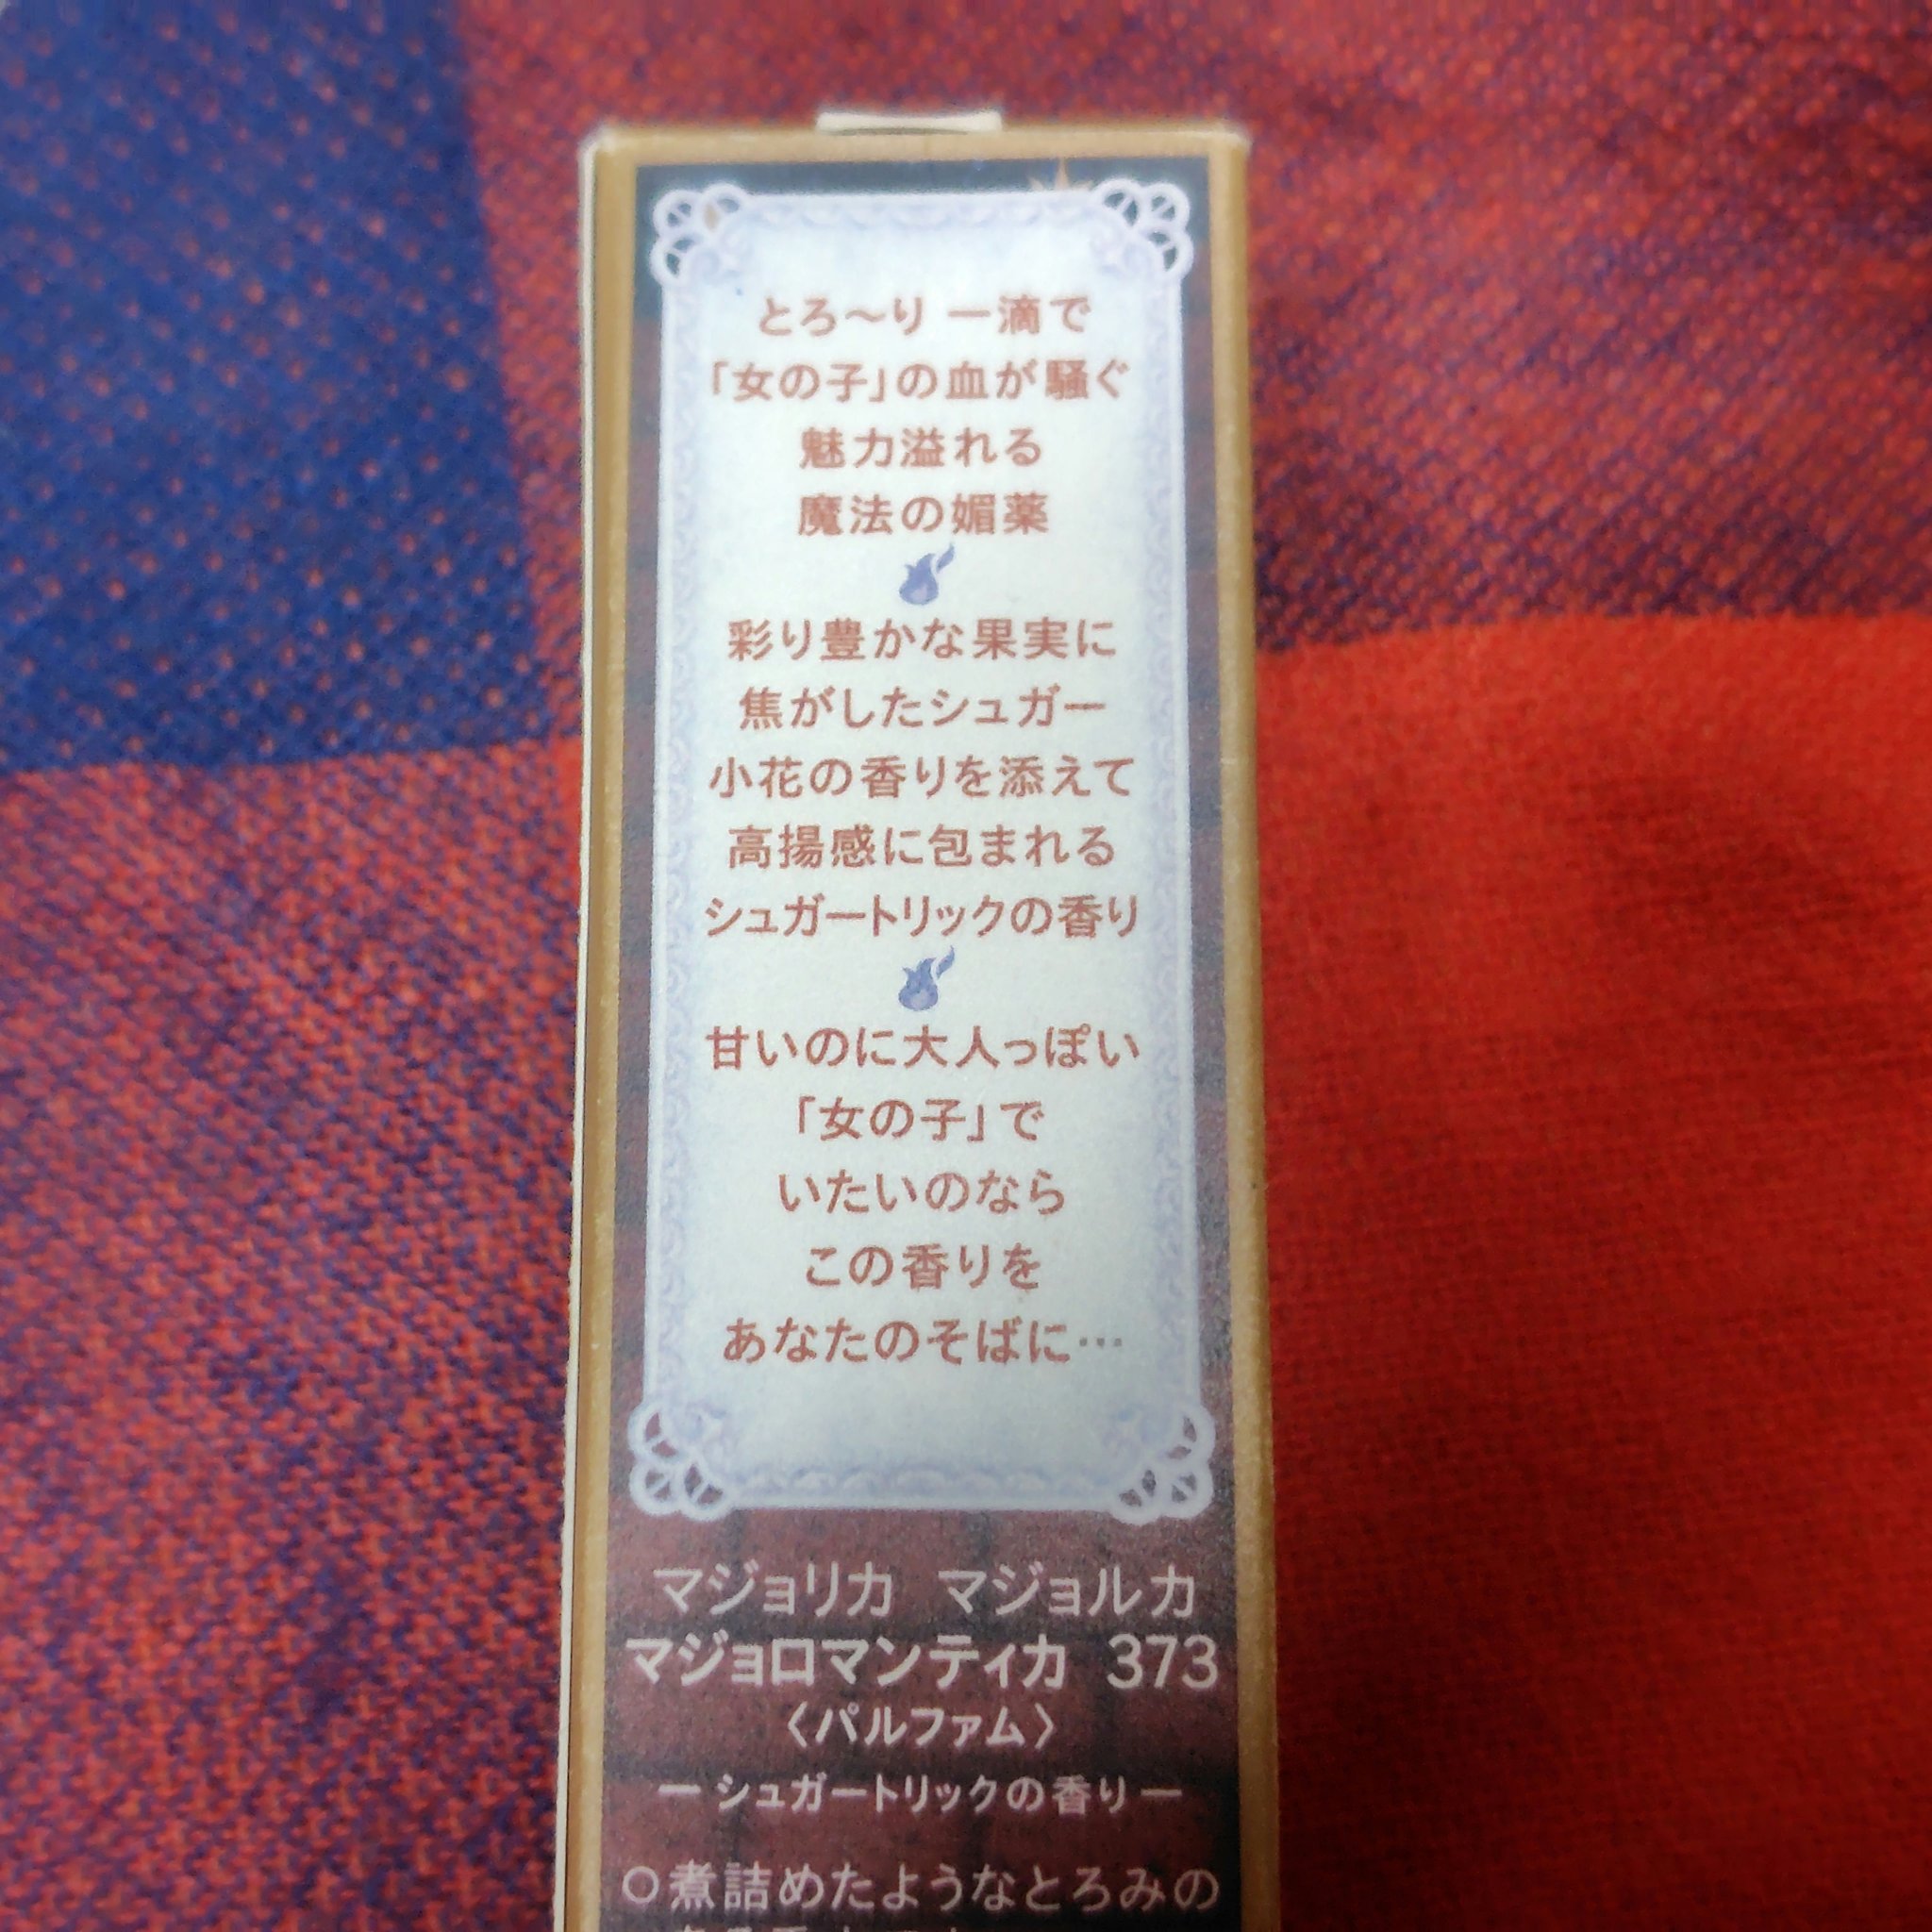 とろ～り 一滴で
「女の子」の血が騒ぐ
魅力溢れる
魔法の媚薬
彩り豊かな果実に
焦がしたシュガー
小花の香りを添えて
高揚感に包まれる
シュガートリックの香り
甘いのに大人っぽい
「女の子」で
いたいのなら
この香りを
あなたのそばに…
マジョリカ マジョルカ
マジョロマンティカ 373
〈パルファム〉
ーシュガートリックの香りー
○煮詰めたようなとろみの